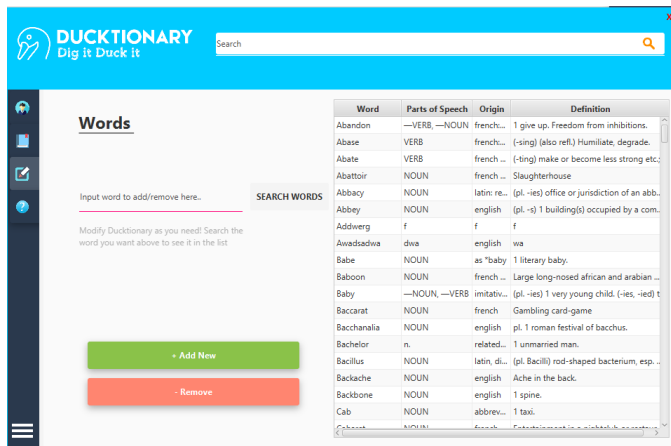 x
DUCKTIONARY
Dig it Duck it
Search
Words
Input word to add/remove here..
SEARCH WORDS
Modify Ducktionary as you need! Search the
word you want above to see it in the list
+ Add New
- Remove
Word Parts of Speech Origin Definition
Abandon —VERB, —NOUN french:... 1 give up. Freedom from inhibitions.
Abase VERB french:... (-sing) (also refl.) Humiliate, degrade.
Abate VERB french ... (-ting) make or become less strong etc.;
Abattoir NOUN french ... Slaughterhouse
Abbacy NOUN latin: re... (pl. -ies) office or jurisdiction of an abb...
Abbey NOUN english (pl. -s) 1 building(s) occupied by a com...
Addwerg f f f
Awadsadwa dwa english wa
Babe NOUN as *baby 1 literary baby.
Baboon NOUN french ... Large long-nosed african and arabian ...
Baby —NOUN, —VERB imitativ... (pl. -ies) 1 very young child. (-ies, -ied) t
Baccarat NOUN french Gambling card-game
Bacchanalia NOUN english pl. 1 roman festival of bacchus.
Bachelor n. related... 1 unmarried man.
Bacillus NOUN latin, di... (pl. Bacilli) rod-shaped bacterium, esp. ...
Backache NOUN english Ache in the back.
Backbone NOUN english 1 spine.
Cab NOUN abbrev... 1 taxi.